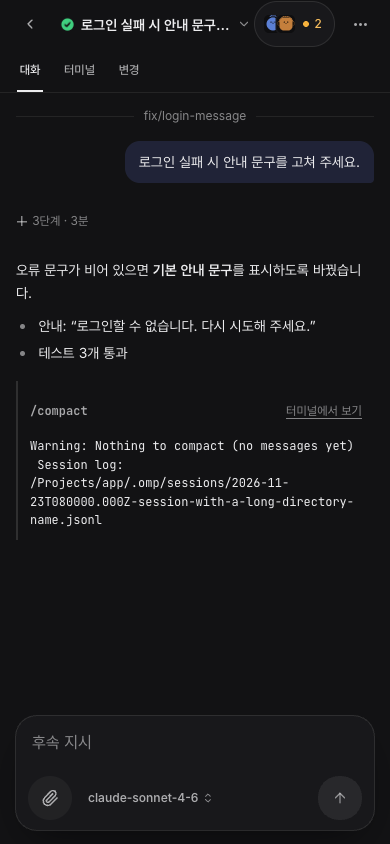 로그인 실패 시 안내 문구...
2
대화 터미널 변경
fix/login-message
로그인 실패 시 안내 문구를 고쳐 주세요.
3단계 · 3분
오류 문구가 비어 있으면 기본 안내 문구를 표시하도록 바꿨습니
다.
• 안내: “로그인할 수 없습니다. 다시 시도해 주세요.”
• 테스트 3개 통과
/compact 터미널에서 보기
Warning: Nothing to compact (no messages yet)
Session log:
/Projects/app/.omp/sessions/2026-11-
23T080000.000Z-session-with-a-long-directory-
name.jsonl
후속 지시
claude-sonnet-4-6